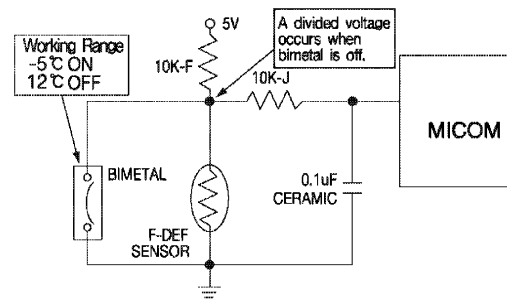 5V
Working Range
-5℃ ON
12℃ OFF
10K-F
A divided voltage
occurs when
bimetal is off.
10K-J
MICOM
BIMETAL
F-DEF
SENSOR
0.1uF
CERAMIC